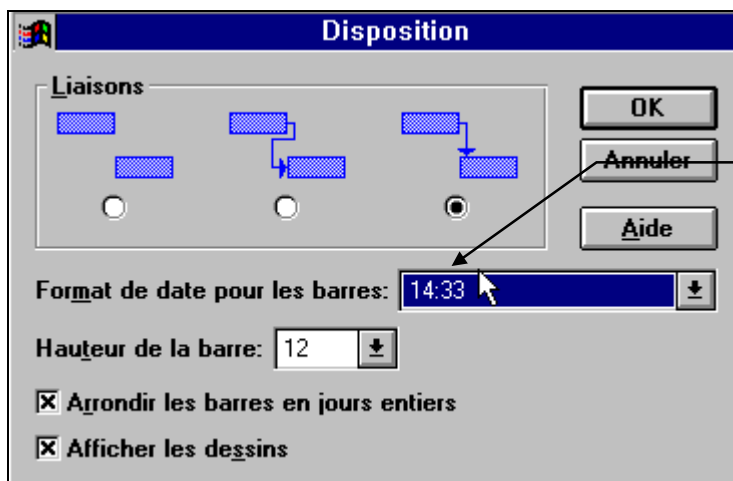 Disposition
Liaisons
OK
Annuler
Aide
Format de date pour les barres: 14:33
Hauteur de la barre: 12
Arrondir les barres en jours entiers
Afficher les dessins